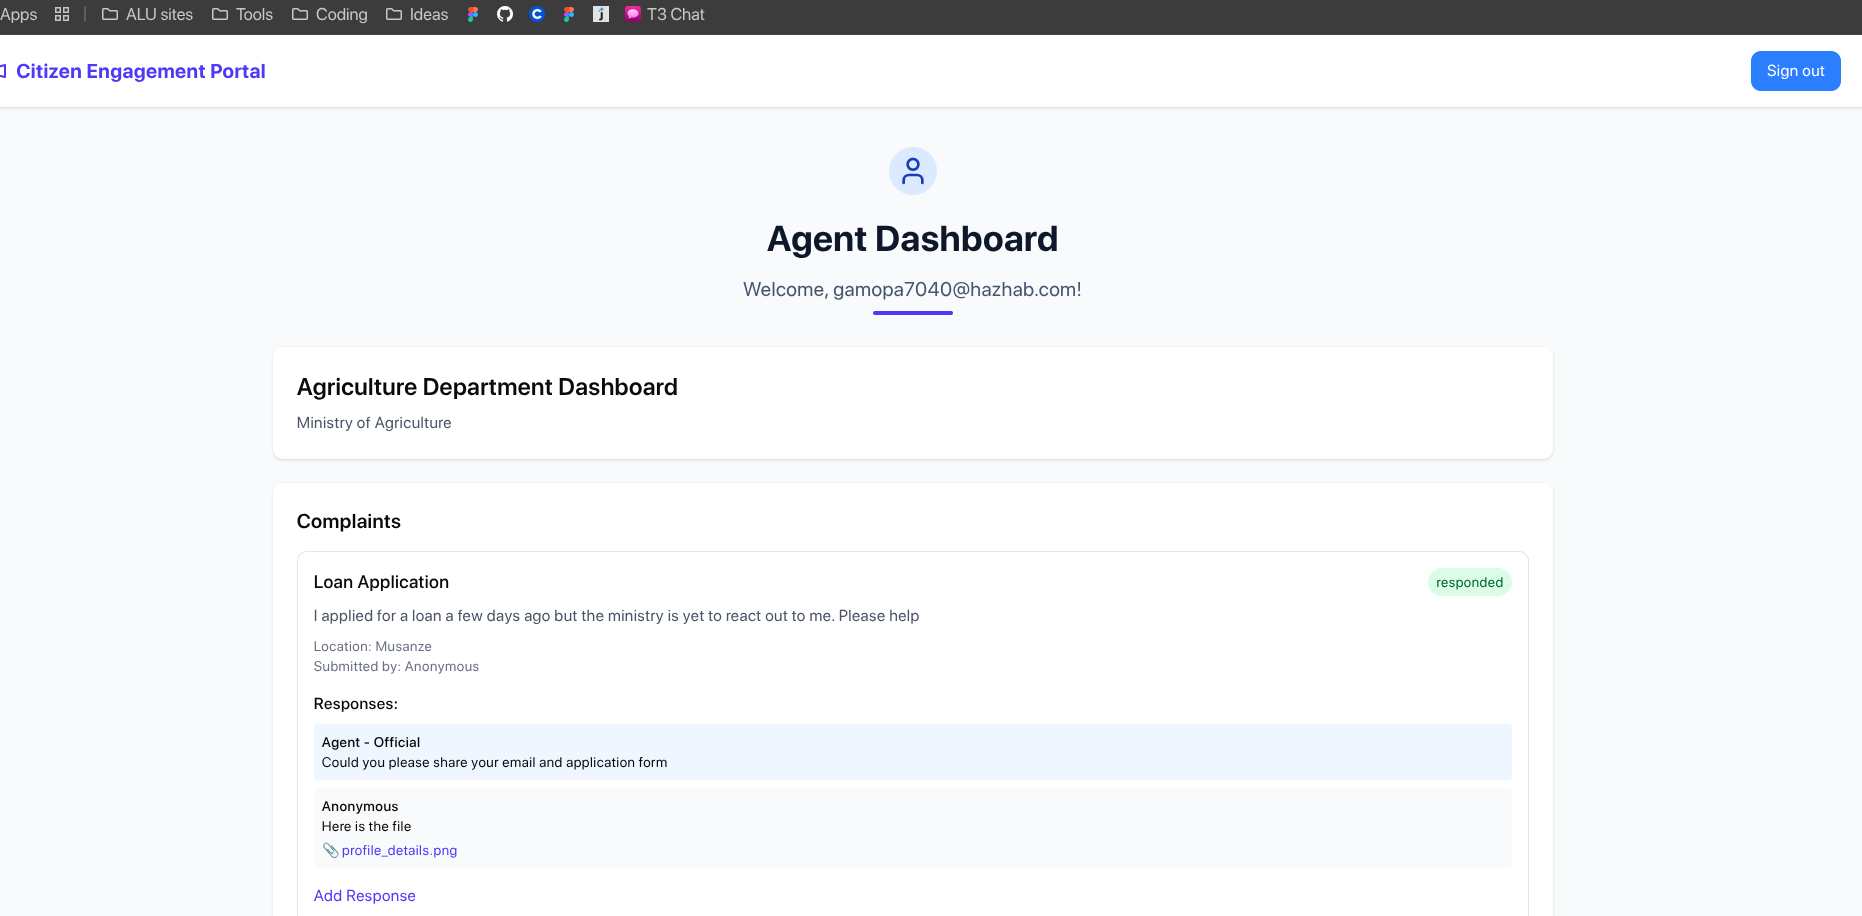 Apps
ALU sites
Tools
Coding
Ideas
T3 Chat
Citizen Engagement Portal
Sign out
Agent Dashboard
Welcome, gamopa7040@hazhab.com!
Agriculture Department Dashboard
Ministry of Agriculture
Complaints
Loan Application
responded
I applied for a loan a few days ago but the ministry is yet to react out to me. Please help
Location: Musanze
Submitted by: Anonymous
Responses:
Agent - Official
Could you please share your email and application form
Anonymous
Here is the file
profile_details.png
Add Response